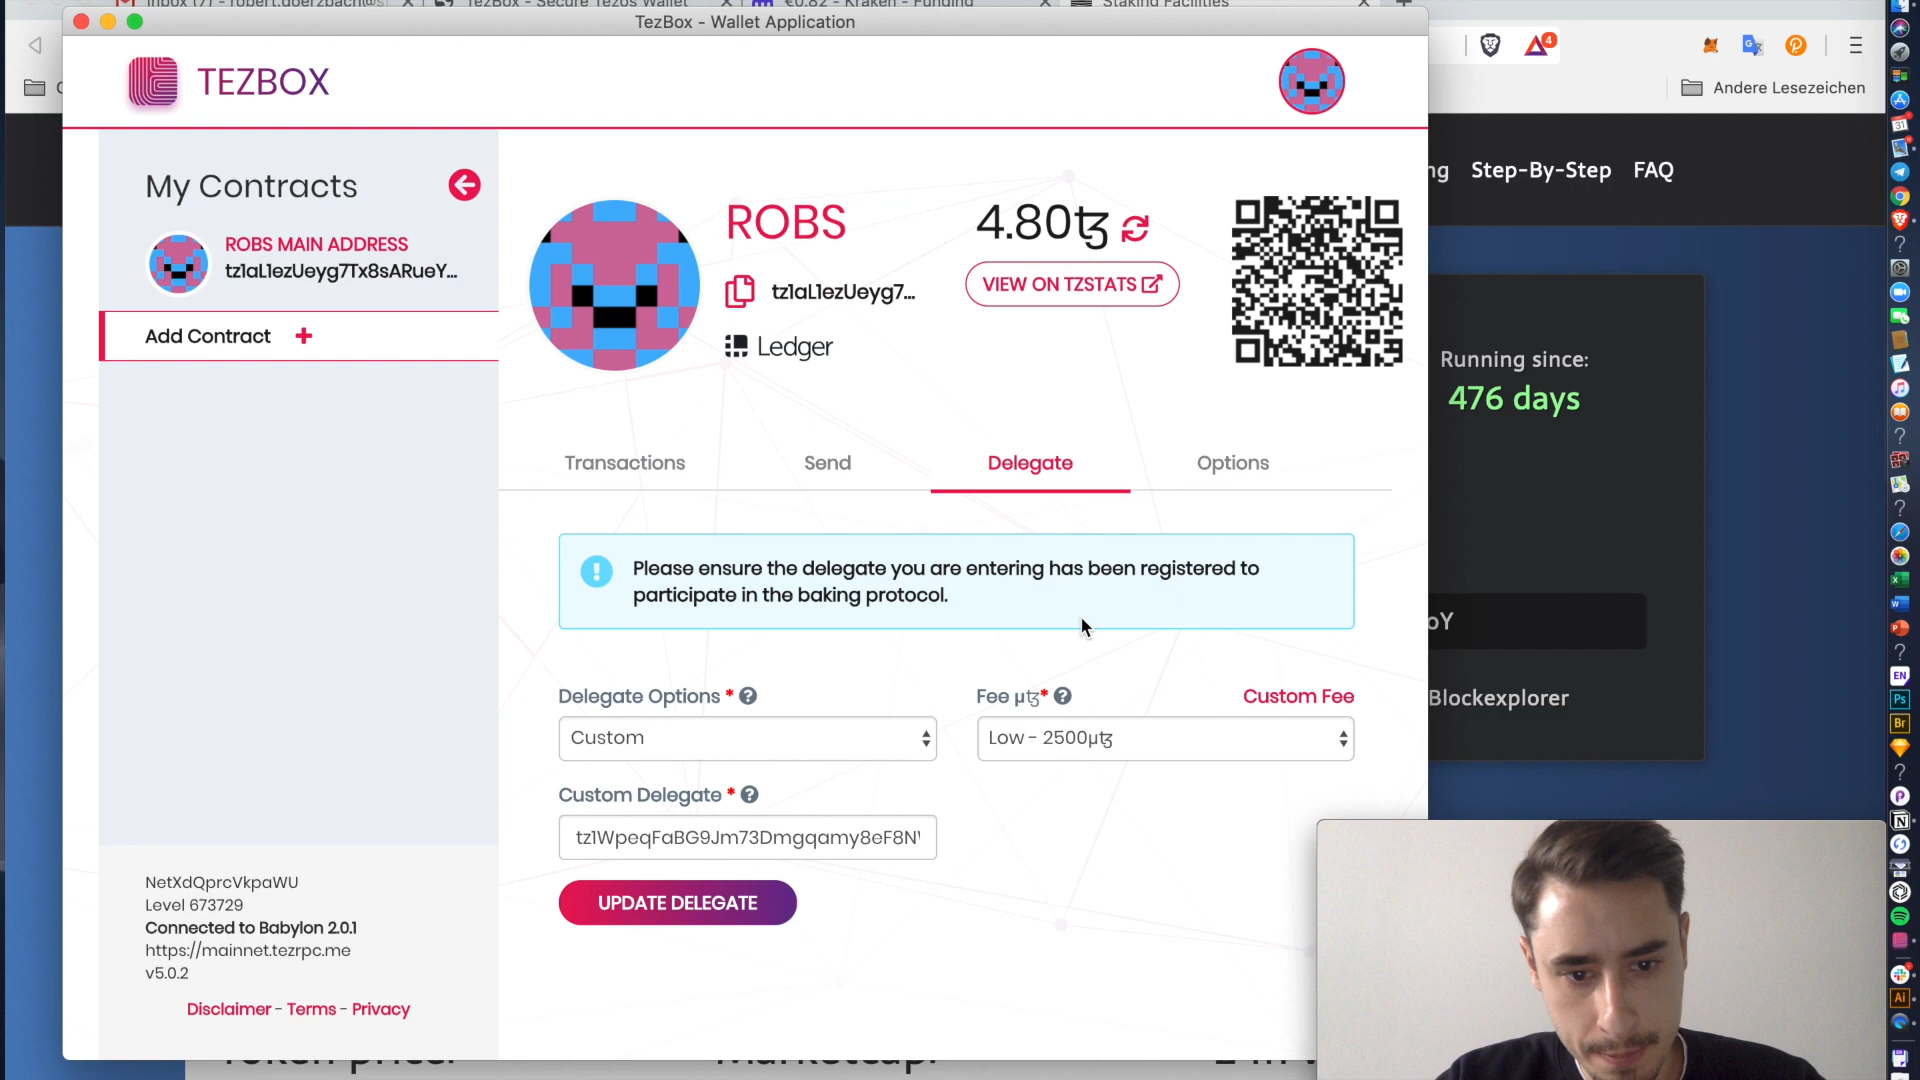 TezBox - Wallet Application
TEZBOX
4
Andere Lesezeichen
My Contracts
ROBS MAIN ADDRESS
tz1aL1ezUeyg7Tx8sARueY...
Add Contract +
ROBS
tz1aL1ezUeyg7...
Ledger
4.80ꜩ
VIEW ON TZSTATS
ng Step-By-Step FAQ
Running since:
476 days
Transactions
Send
Delegate
Options
Please ensure the delegate you are entering has been registered to
participate in the baking protocol.
oY
Blockexplorer
Delegate Options * ?
Fee µꜩ* ?
Custom Fee
Custom
Low - 2500µꜩ
Custom Delegate * ?
tz1WpeqFaBG9Jm73Dmgqamy8eF8N
UPDATE DELEGATE
NetXdQprcVkpaWU
Level 673729
Connected to Babylon 2.0.1
https://mainnet.tezrpc.me
v5.0.2
Disclaimer - Terms - Privacy